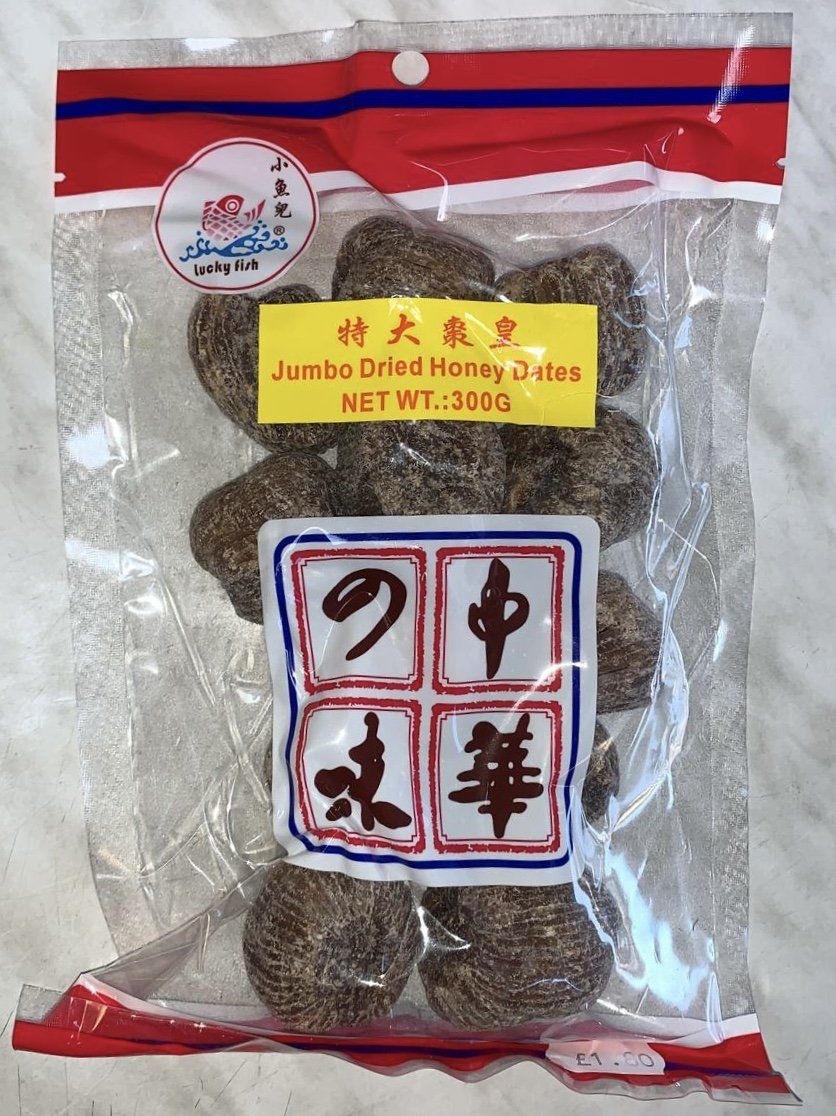 小魚兒
®
lucky fish
特大棗皇
Jumbo Dried Honey Dates
NET WT.:300G
中華
の味
£1.80